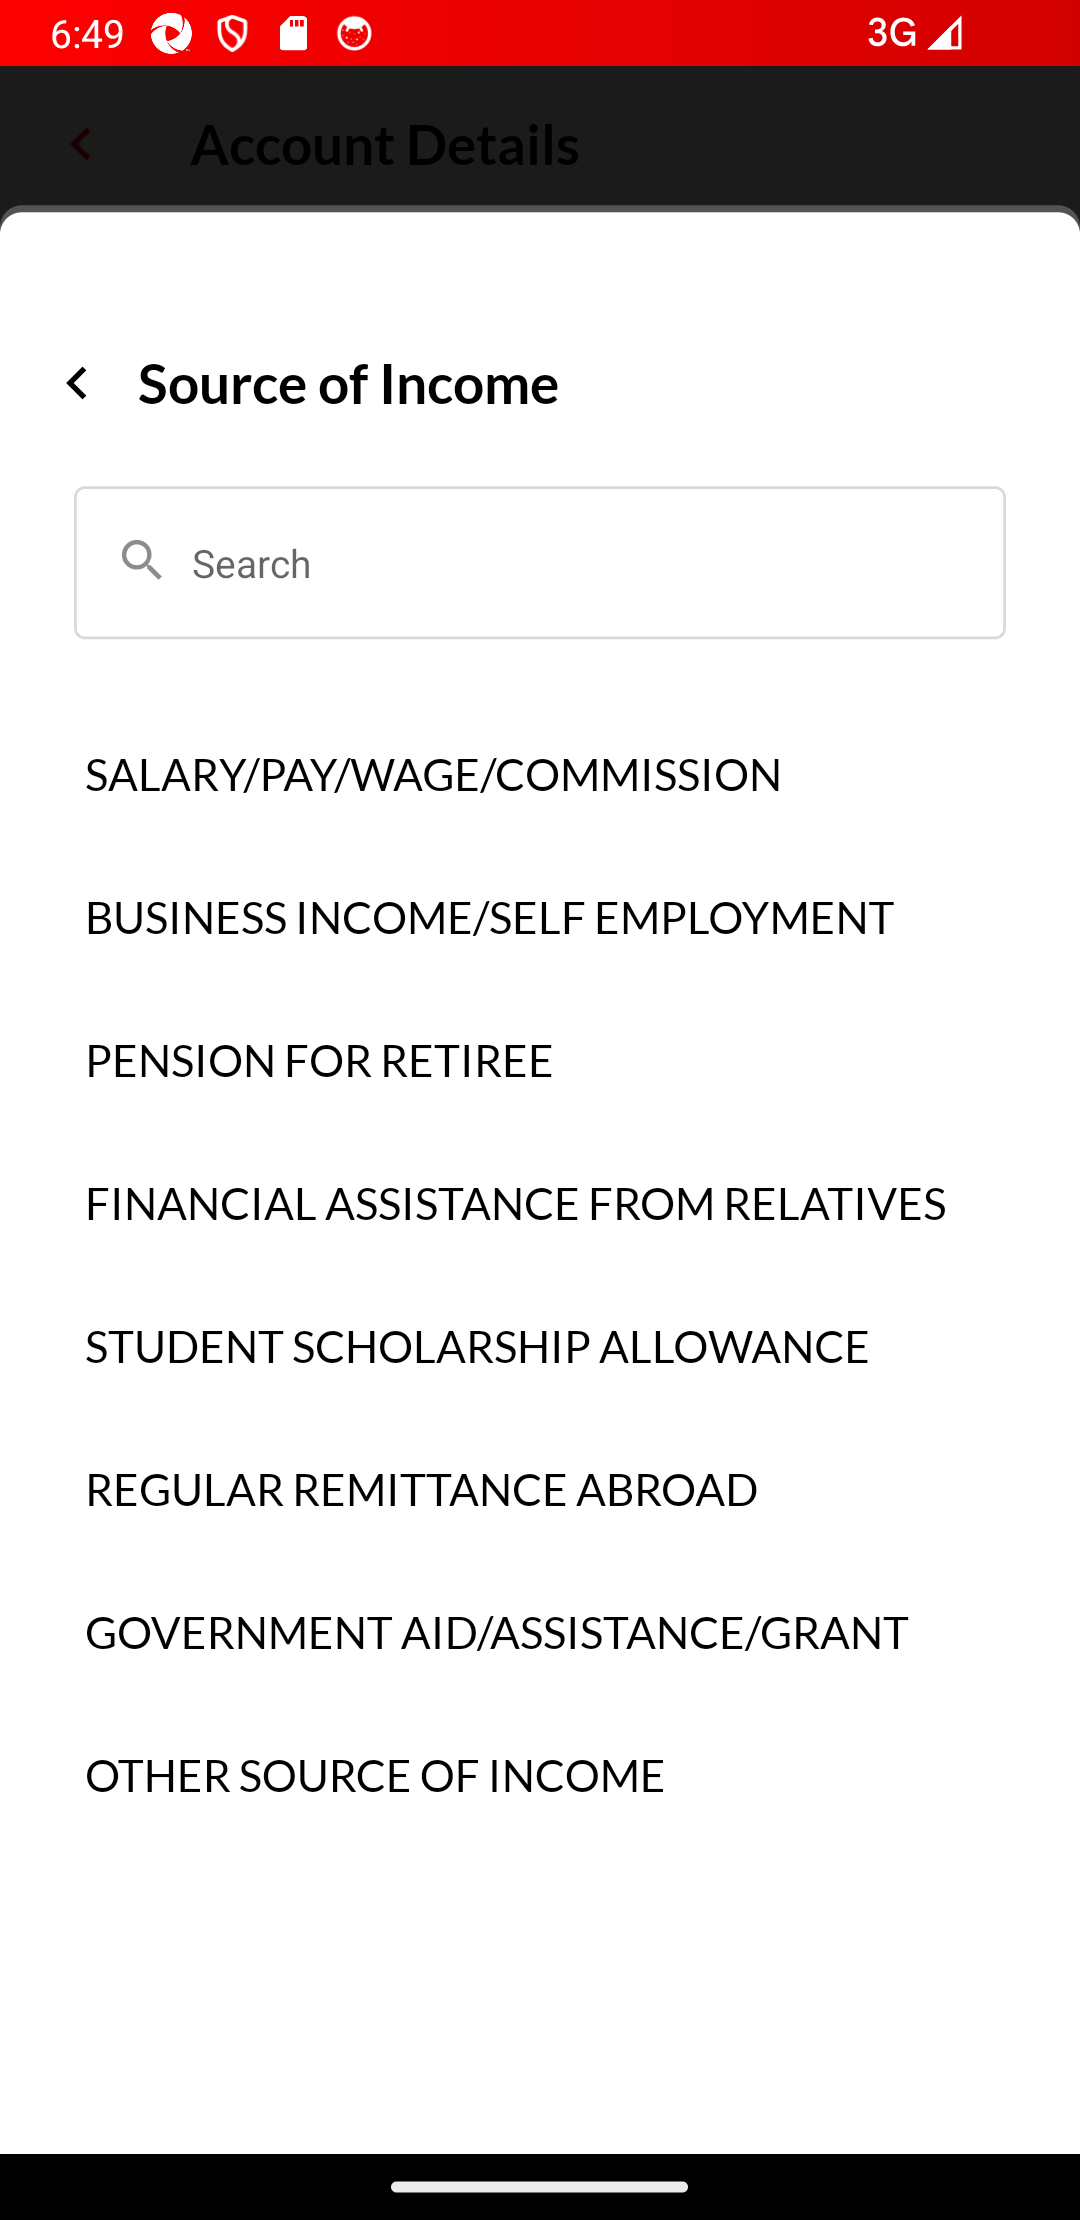 6:49
3G
Account Details
Source of Income
Search
SALARY/PAY/WAGE/COMMISSION
BUSINESS INCOME/SELF EMPLOYMENT
PENSION FOR RETIREE
FINANCIAL ASSISTANCE FROM RELATIVES
STUDENT SCHOLARSHIP ALLOWANCE
REGULAR REMITTANCE ABROAD
GOVERNMENT AID/ASSISTANCE/GRANT
OTHER SOURCE OF INCOME